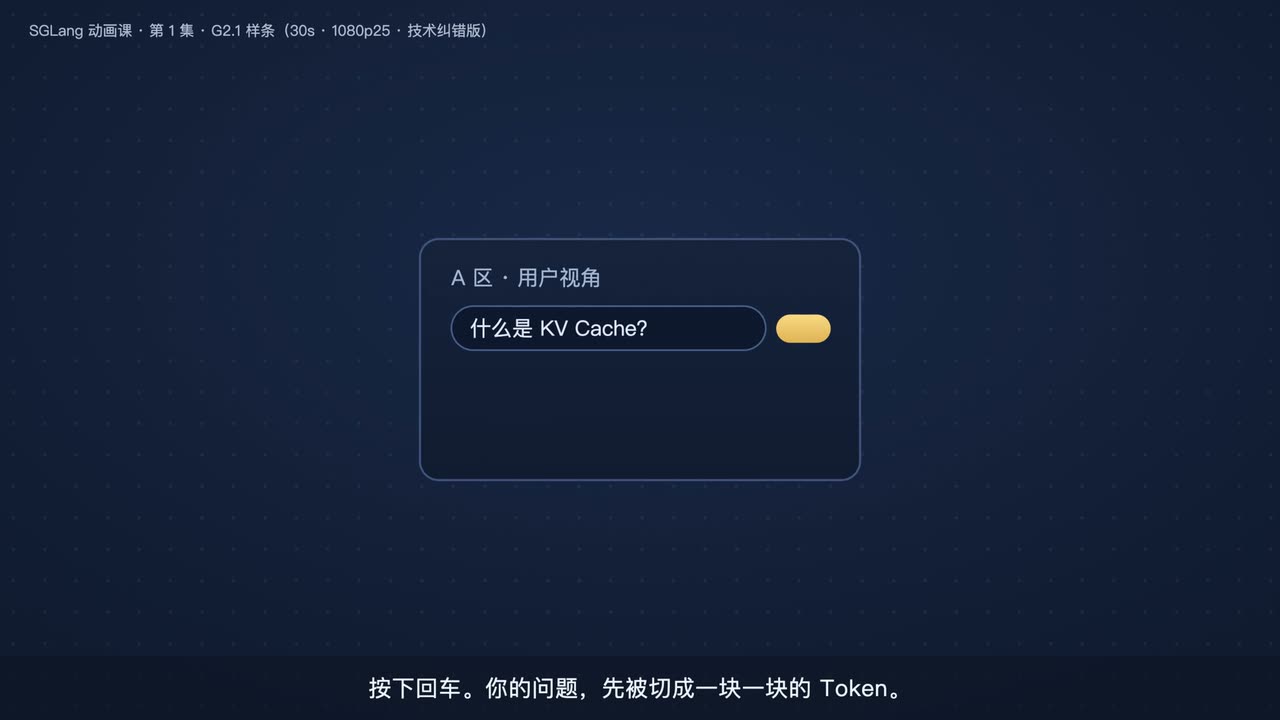 SGLang 动画课 · 第 1 集 · G2.1 样条（30s · 1080p25 · 技术纠错版）
A 区 · 用户视角
什么是 KV Cache?
按下回车。你的问题，先被切成一块一块的 Token。